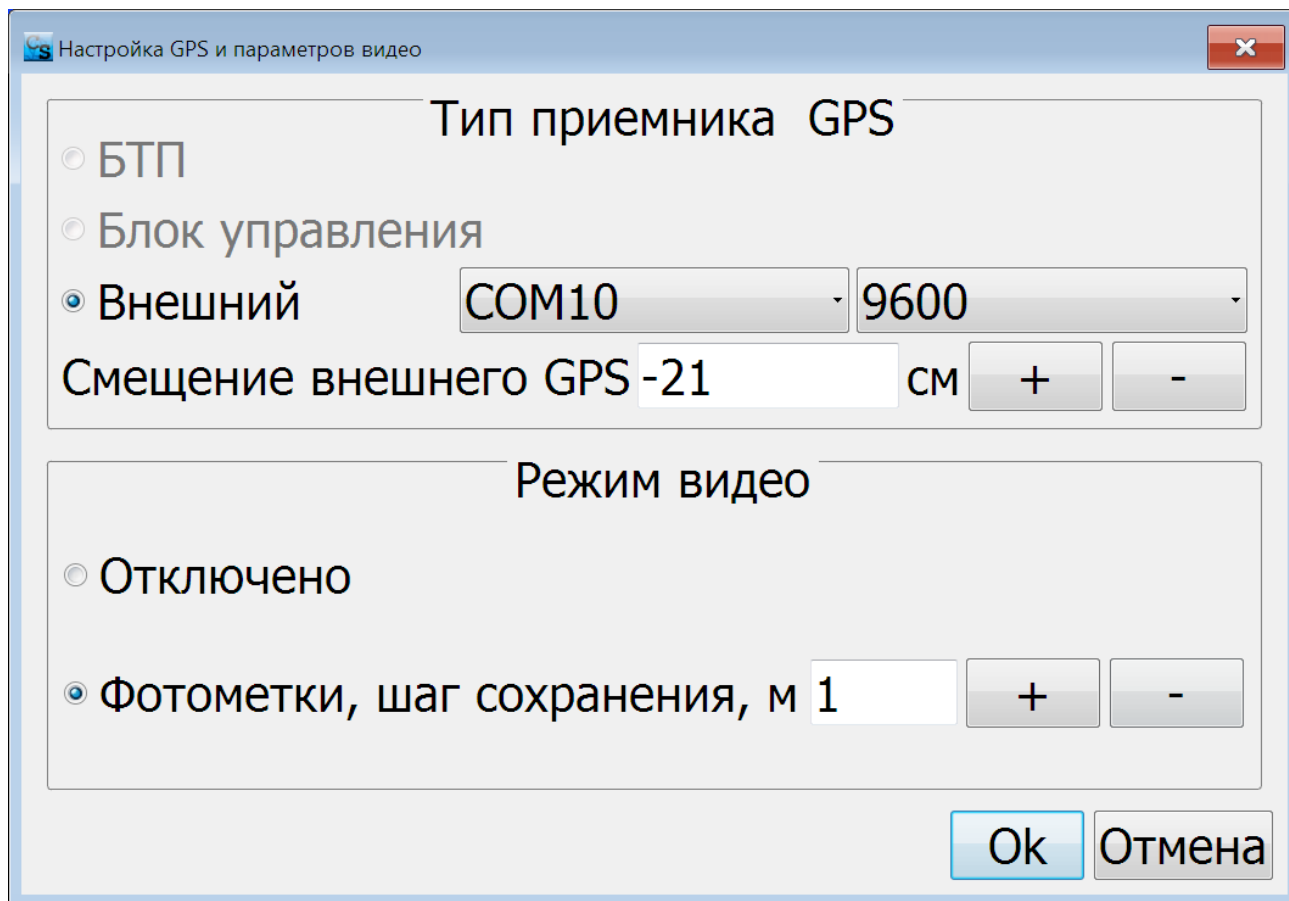 Настройка GPS и параметров видео
Тип приемника GPS
БТП
Блок управления
Внешний COM10 9600
Смещение внешнего GPS -21 см + -
Режим видео
Отключено
Фотометки, шаг сохранения, м 1 + -
Ok Отмена